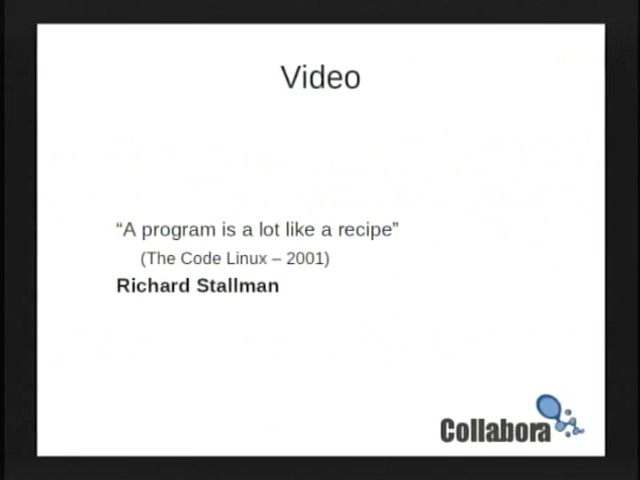 Video
“A program is a lot like a recipe”
(The Code Linux – 2001)
Richard Stallman
Collabora